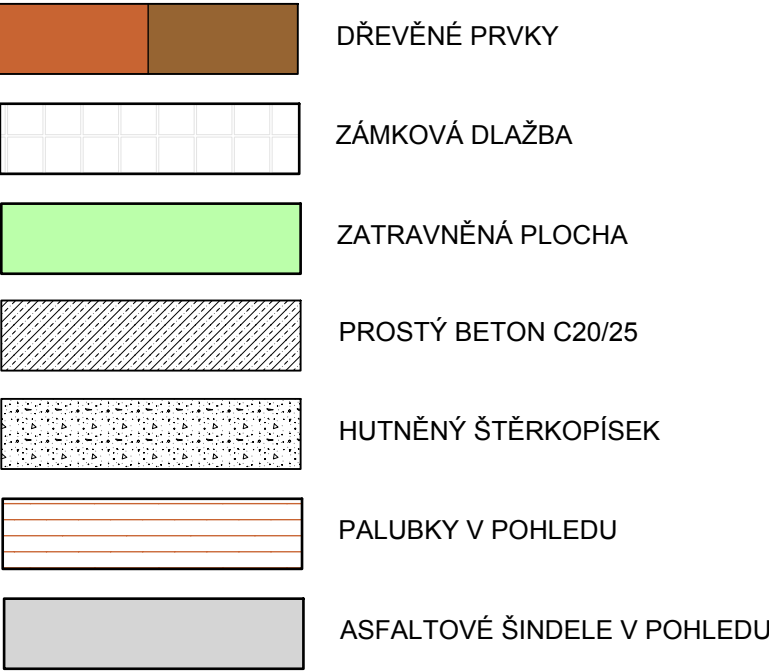 DŘEVĚNÉ PRVKY
ZÁMKOVÁ DLAŽBA
ZATRAVNĚNÁ PLOCHA
PROSTÝ BETON C20/25
HUTNĚNÝ ŠTĚRKOPÍSEK
PALUBKY V POHLEDU
ASFALTOVÉ ŠINDELE V POHLEDU